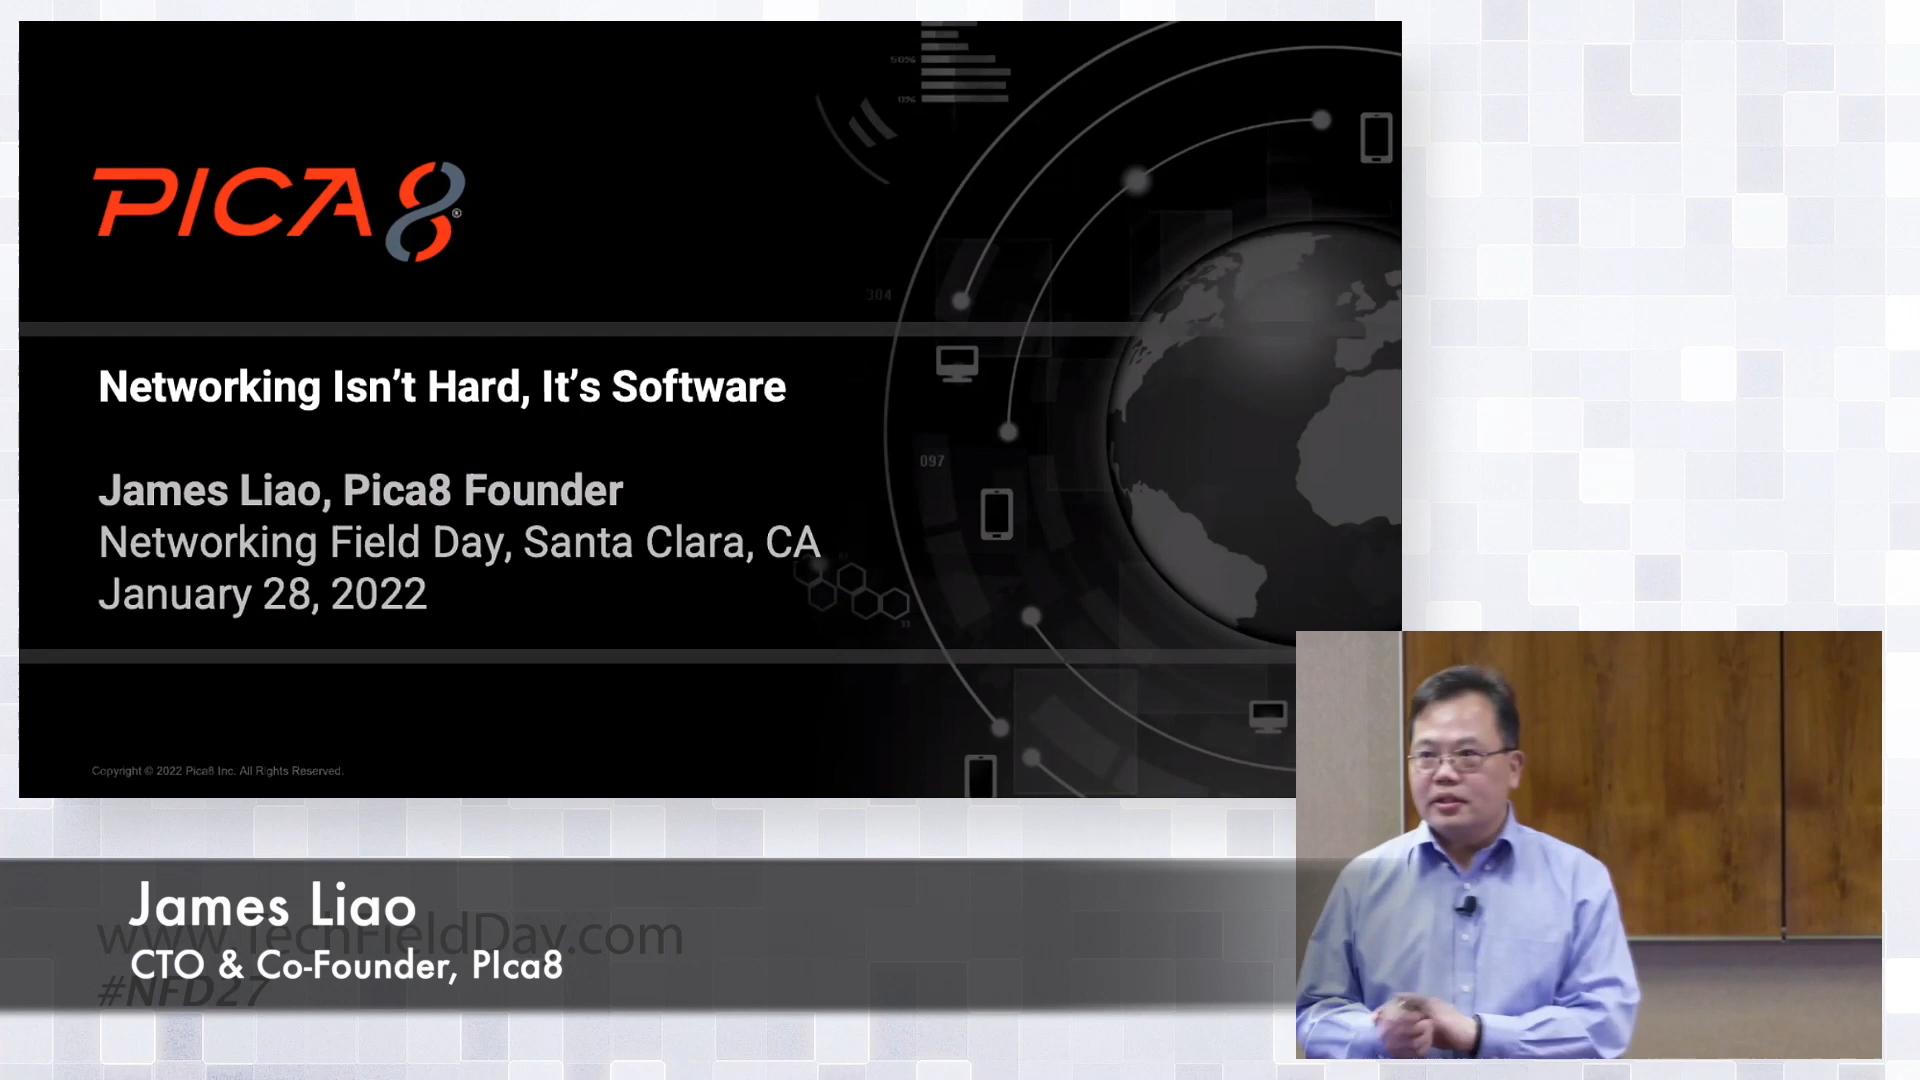 50%
PICA8®
304
Networking Isn’t Hard, It’s Software
097
James Liao, Pica8 Founder
Networking Field Day, Santa Clara, CA
January 28, 2022
33
Copyright © 2022 Pica8 Inc. All Rights Reserved.
James Liao
www.TechFieldDay.com
CTO & Co-Founder, PIca8
#NFD27